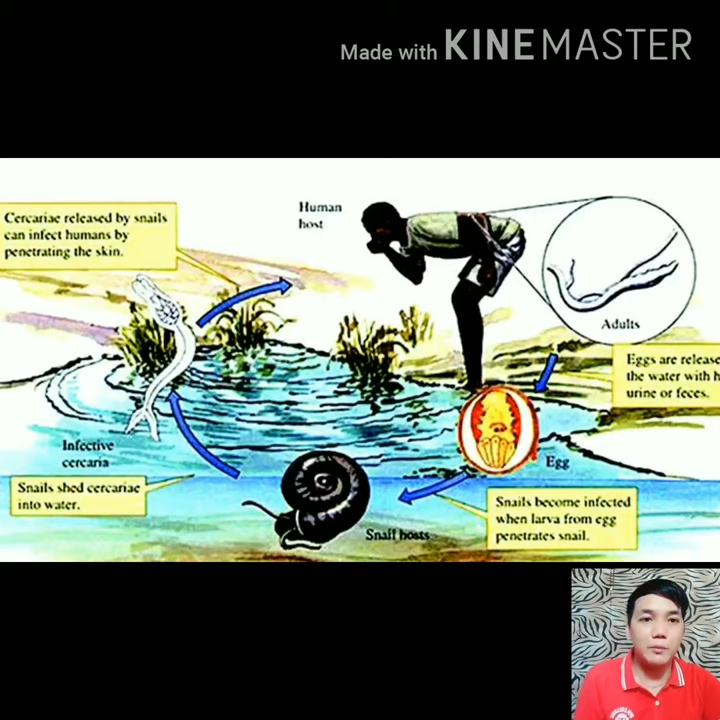 Made with KINEMASTER
Cercariae released by snails
can infect humans by
penetrating the skin.
Human
host
Adults
Eggs are release
the water with h
urine or feces.
Infective
cercaria
Egg
Snails shed cercariae
into water.
Snail hosts
Snails become infected
when larva from egg
penetrates snail.